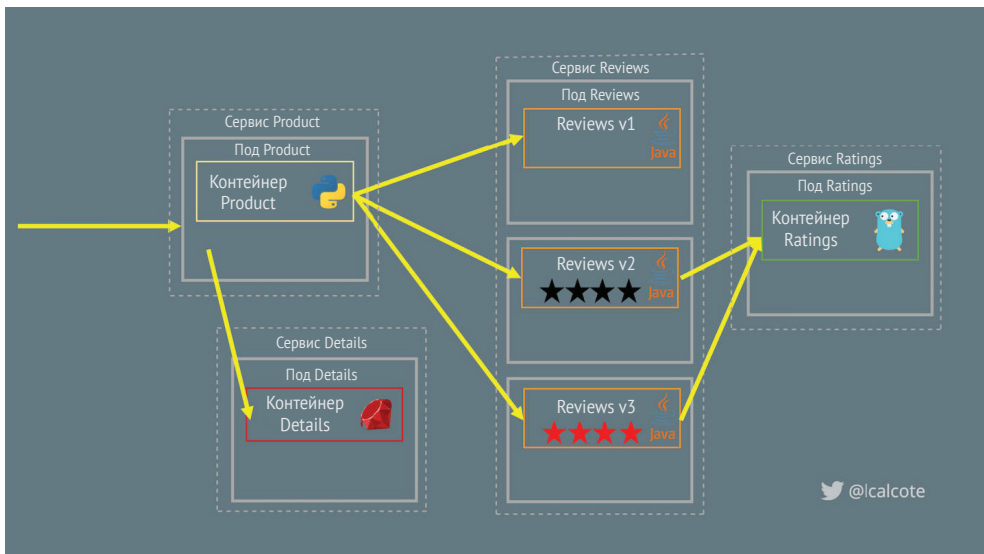 Сервис Product
Под Product
Контейнер
Product
Сервис Details
Под Details
Контейнер
Details
Сервис Reviews
Под Reviews
Reviews v1
Java
Reviews v2
Java
Reviews v3
Java
Сервис Ratings
Под Ratings
Контейнер
Ratings
@lcalcote